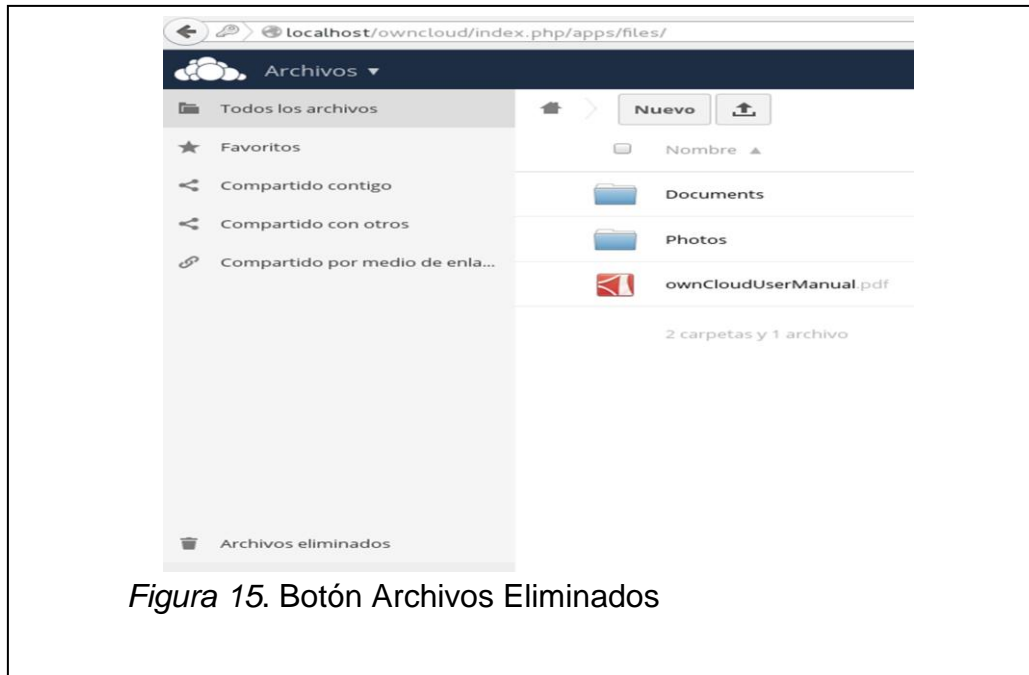 localhost/owncloud/index.php/apps/files/
Archivos
Todos los archivos
Favoritos
Compartido contigo
Compartido con otros
Compartido por medio de enla...
Archivos eliminados
Nuevo
Nombre
Documents
Photos
ownCloudUserManual.pdf
2 carpetas y 1 archivo
Figura 15. Botón Archivos Eliminados